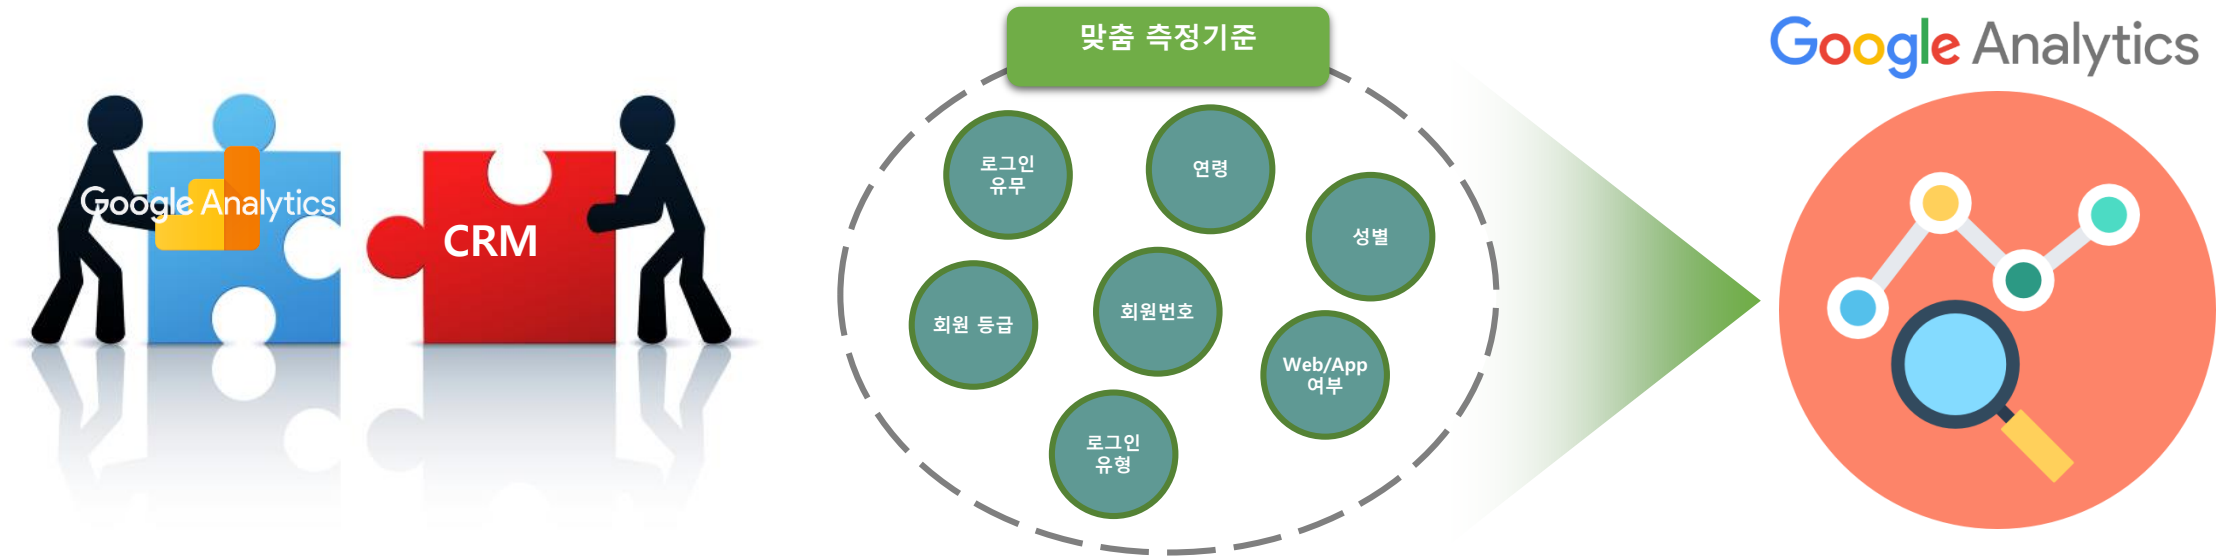 Google Analytics
CRM
맞춤 측정기준
로그인
유무
연령
성별
회원 등급
회원번호
Web/App
여부
로그인
유형
Google Analytics